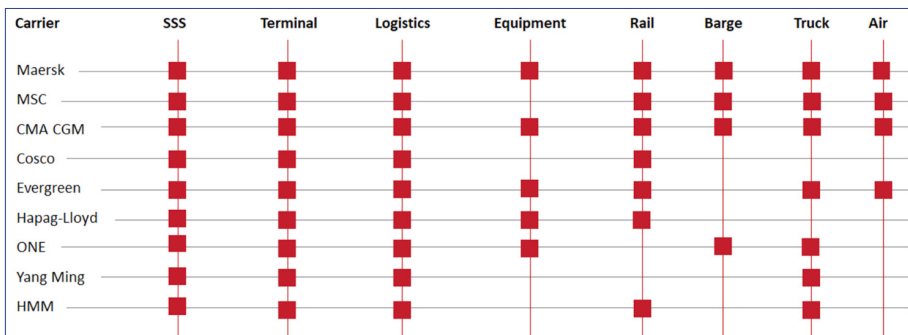 Carrier SSS Terminal Logistics Equipment Rail Barge Truck Air
Maersk
MSC
CMA CGM
Cosco
Evergreen
Hapag-Lloyd
ONE
Yang Ming
HMM